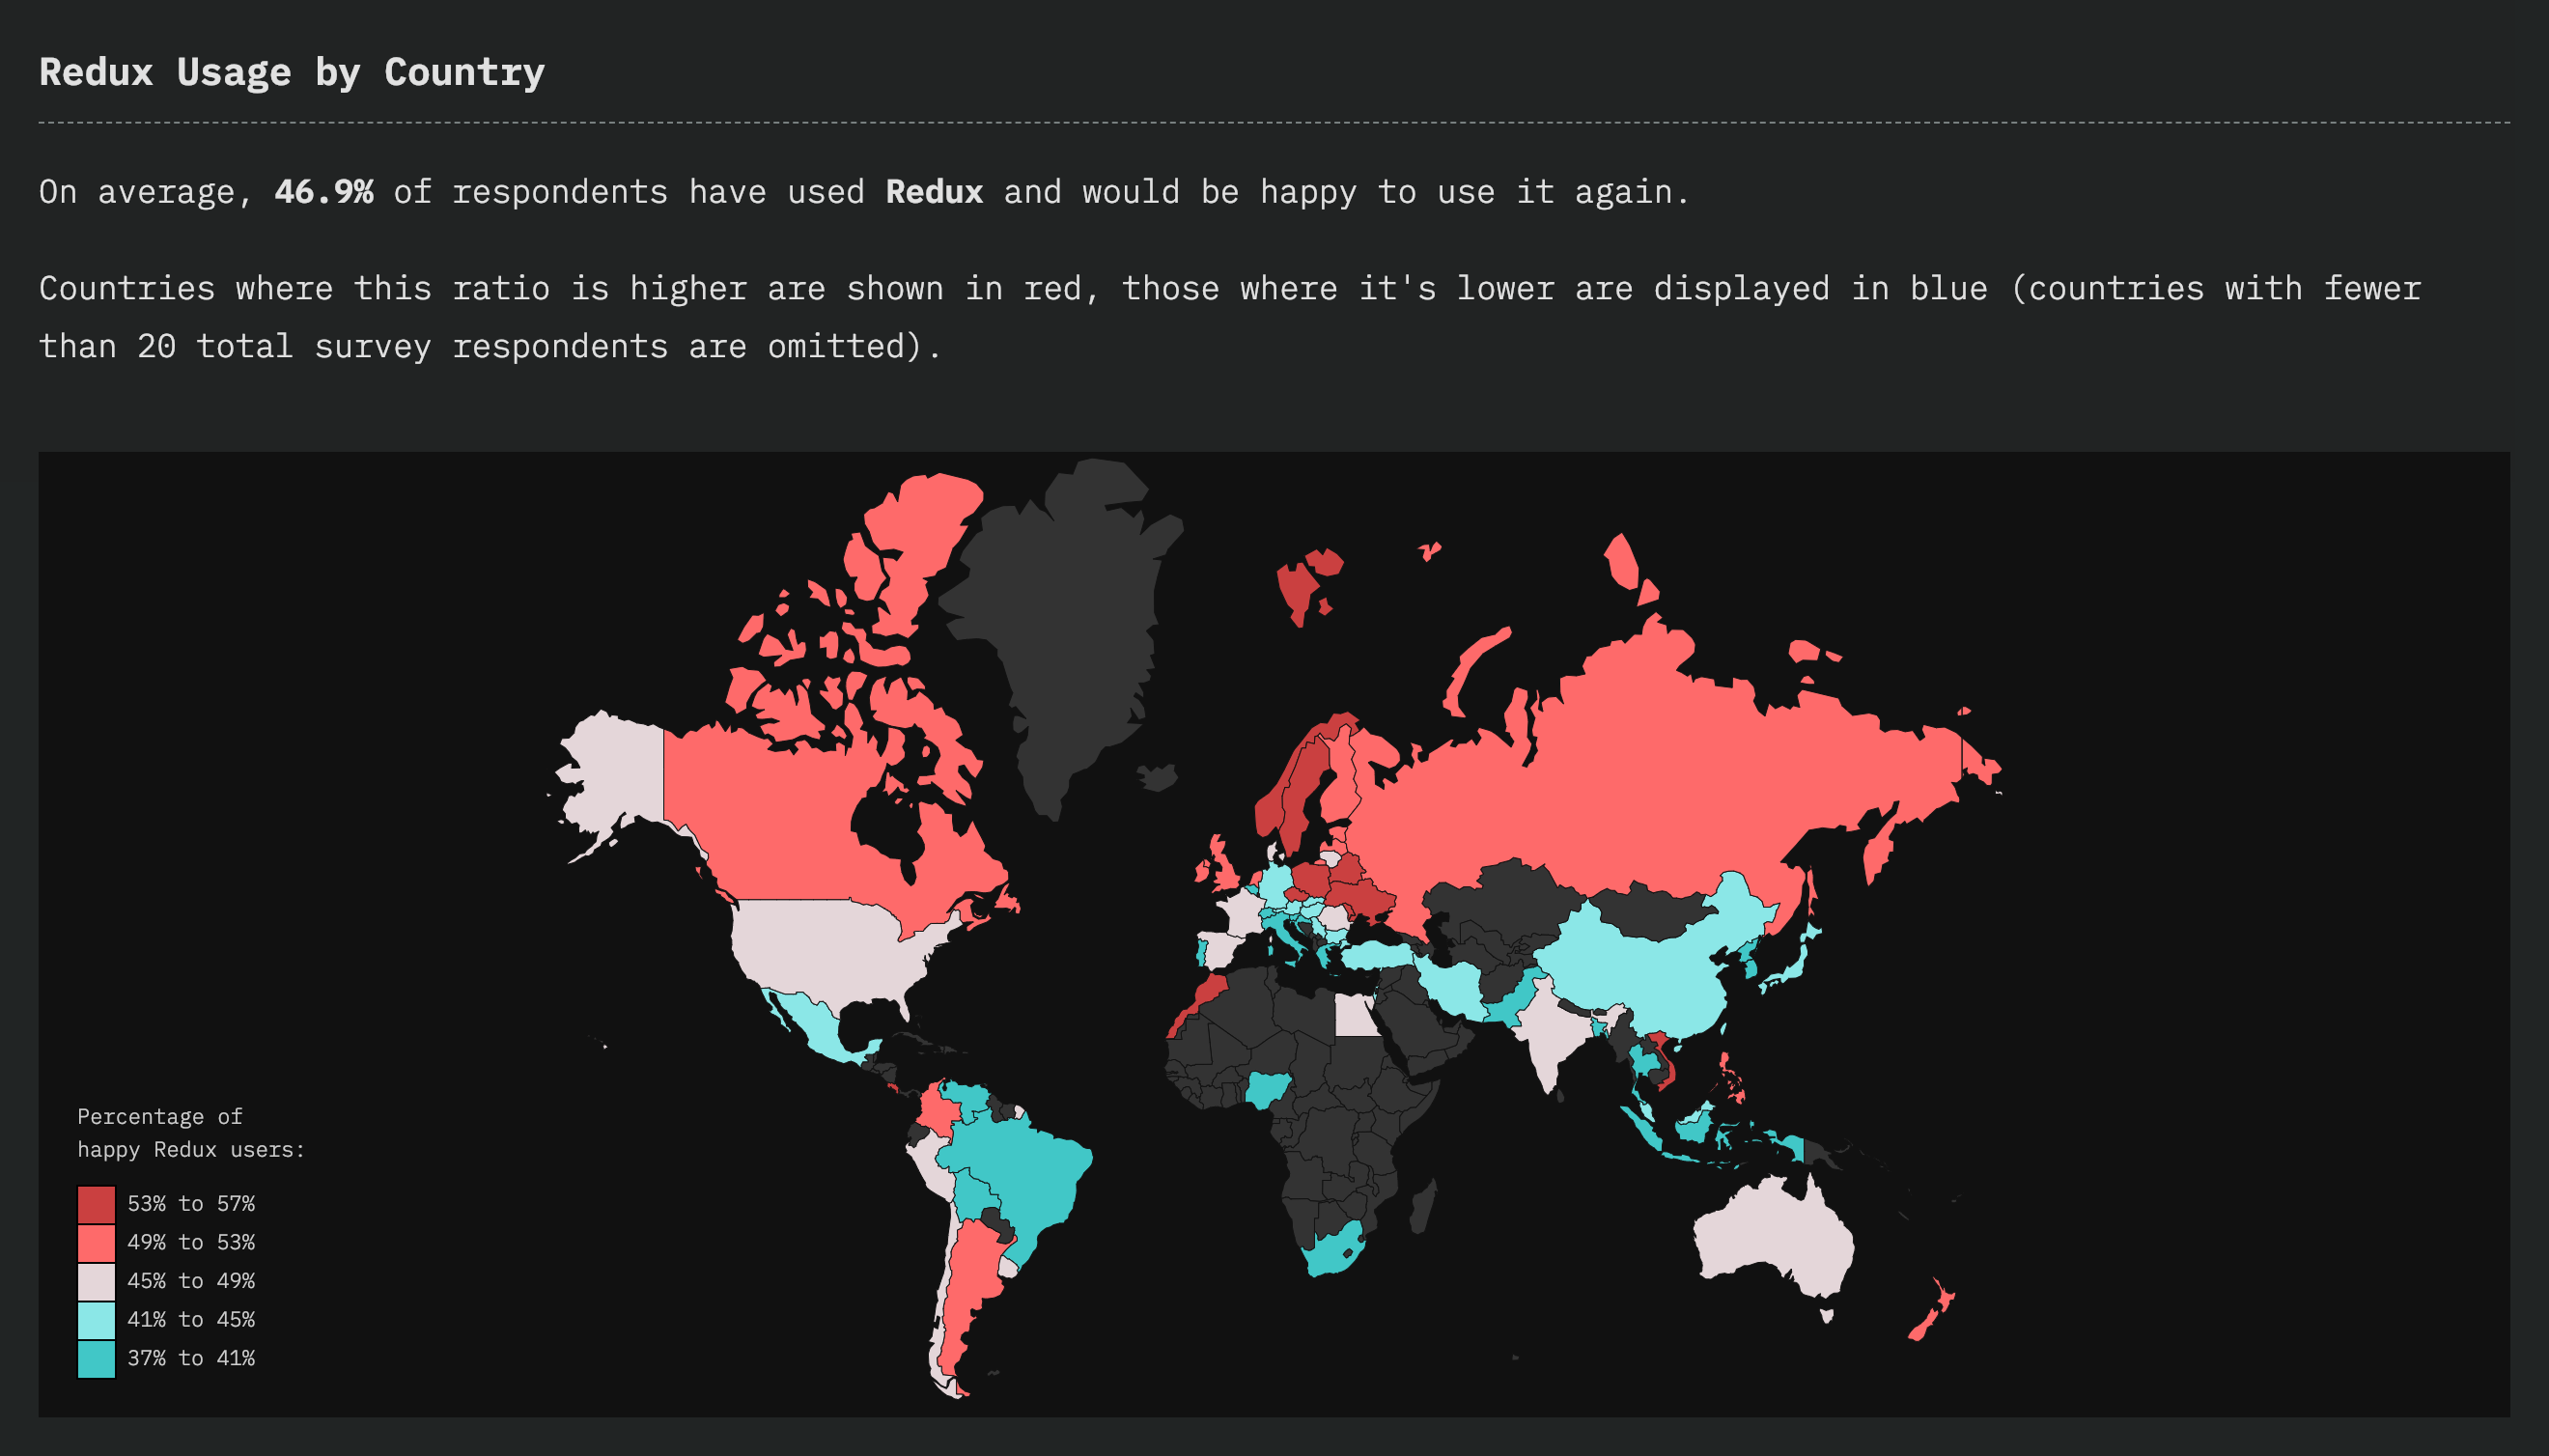 Redux Usage by Country
On average, 46.9% of respondents have used Redux and would be happy to use it again.
Countries where this ratio is higher are shown in red, those where it's lower are displayed in blue (countries with fewer
than 20 total survey respondents are omitted).
Percentage of
happy Redux users:
53% to 57%
49% to 53%
45% to 49%
41% to 45%
37% to 41%